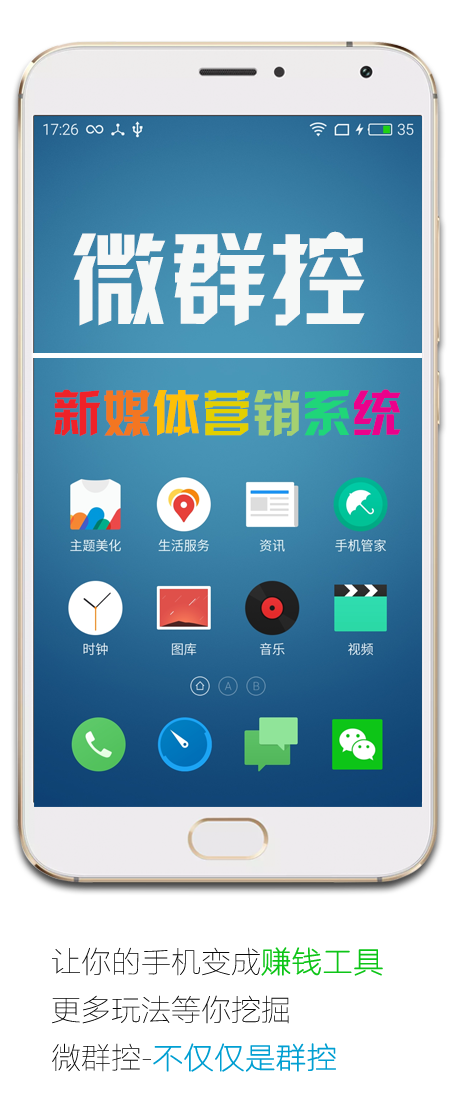 17:26 35
微群控
新媒体营销系统
主题美化 生活服务 资讯 手机管家
时钟 图库 音乐 视频
A B
让你的手机变成赚钱工具
更多玩法等你挖掘
微群控-不仅仅是群控